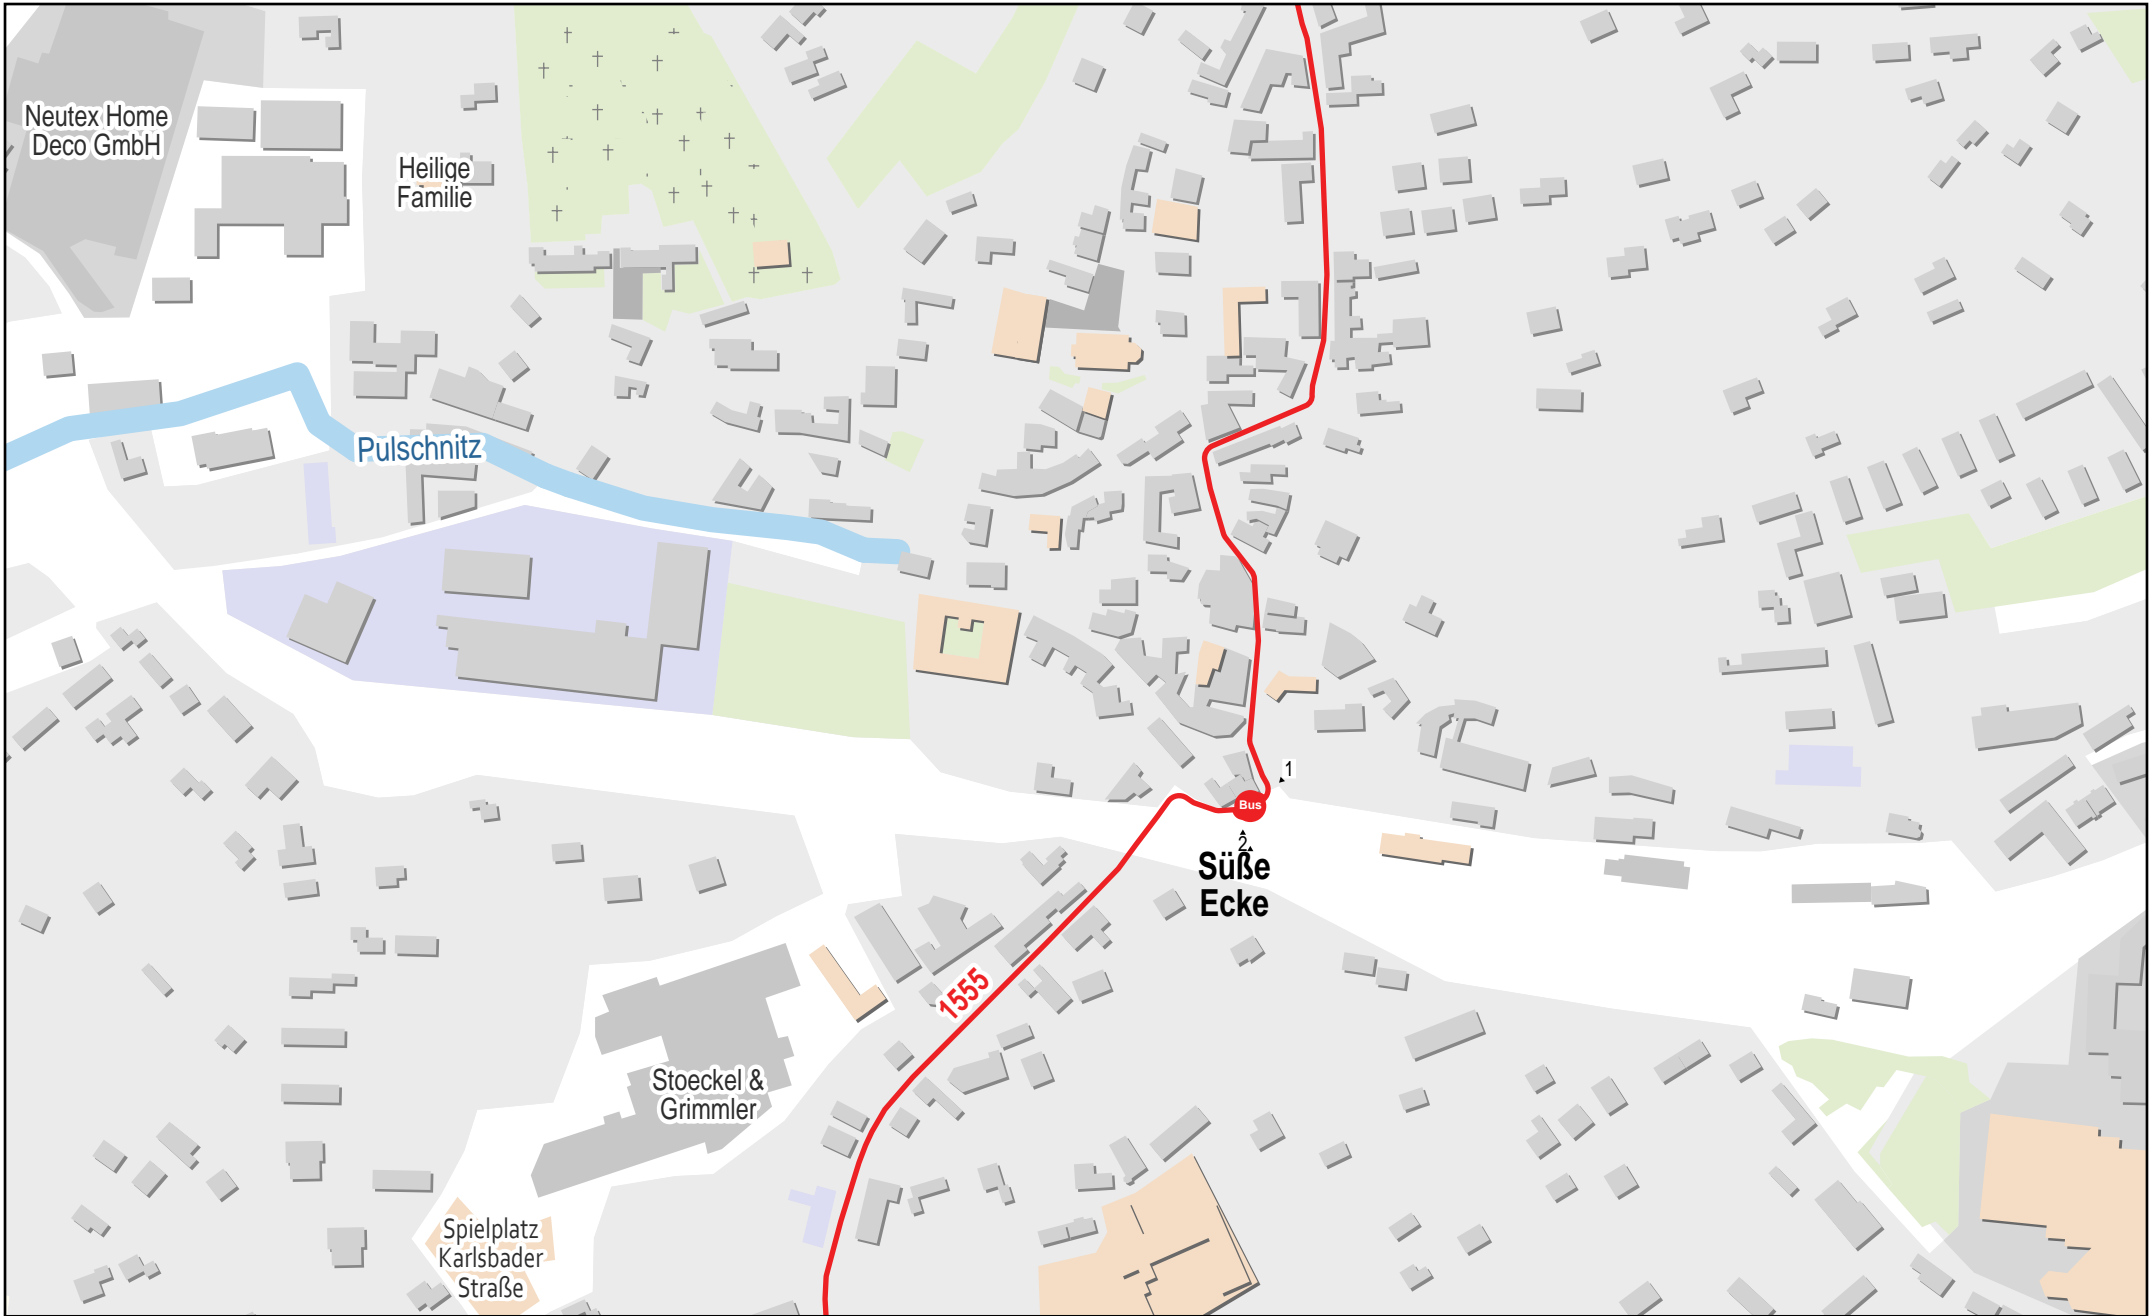 Neutex Home
Deco GmbH
Heilige
Familie
Pulschnitz
1
Bus
2
Süße
Ecke
1555
Stoeckel &
Grimmler
Spielplatz
Karlsbader
Straße